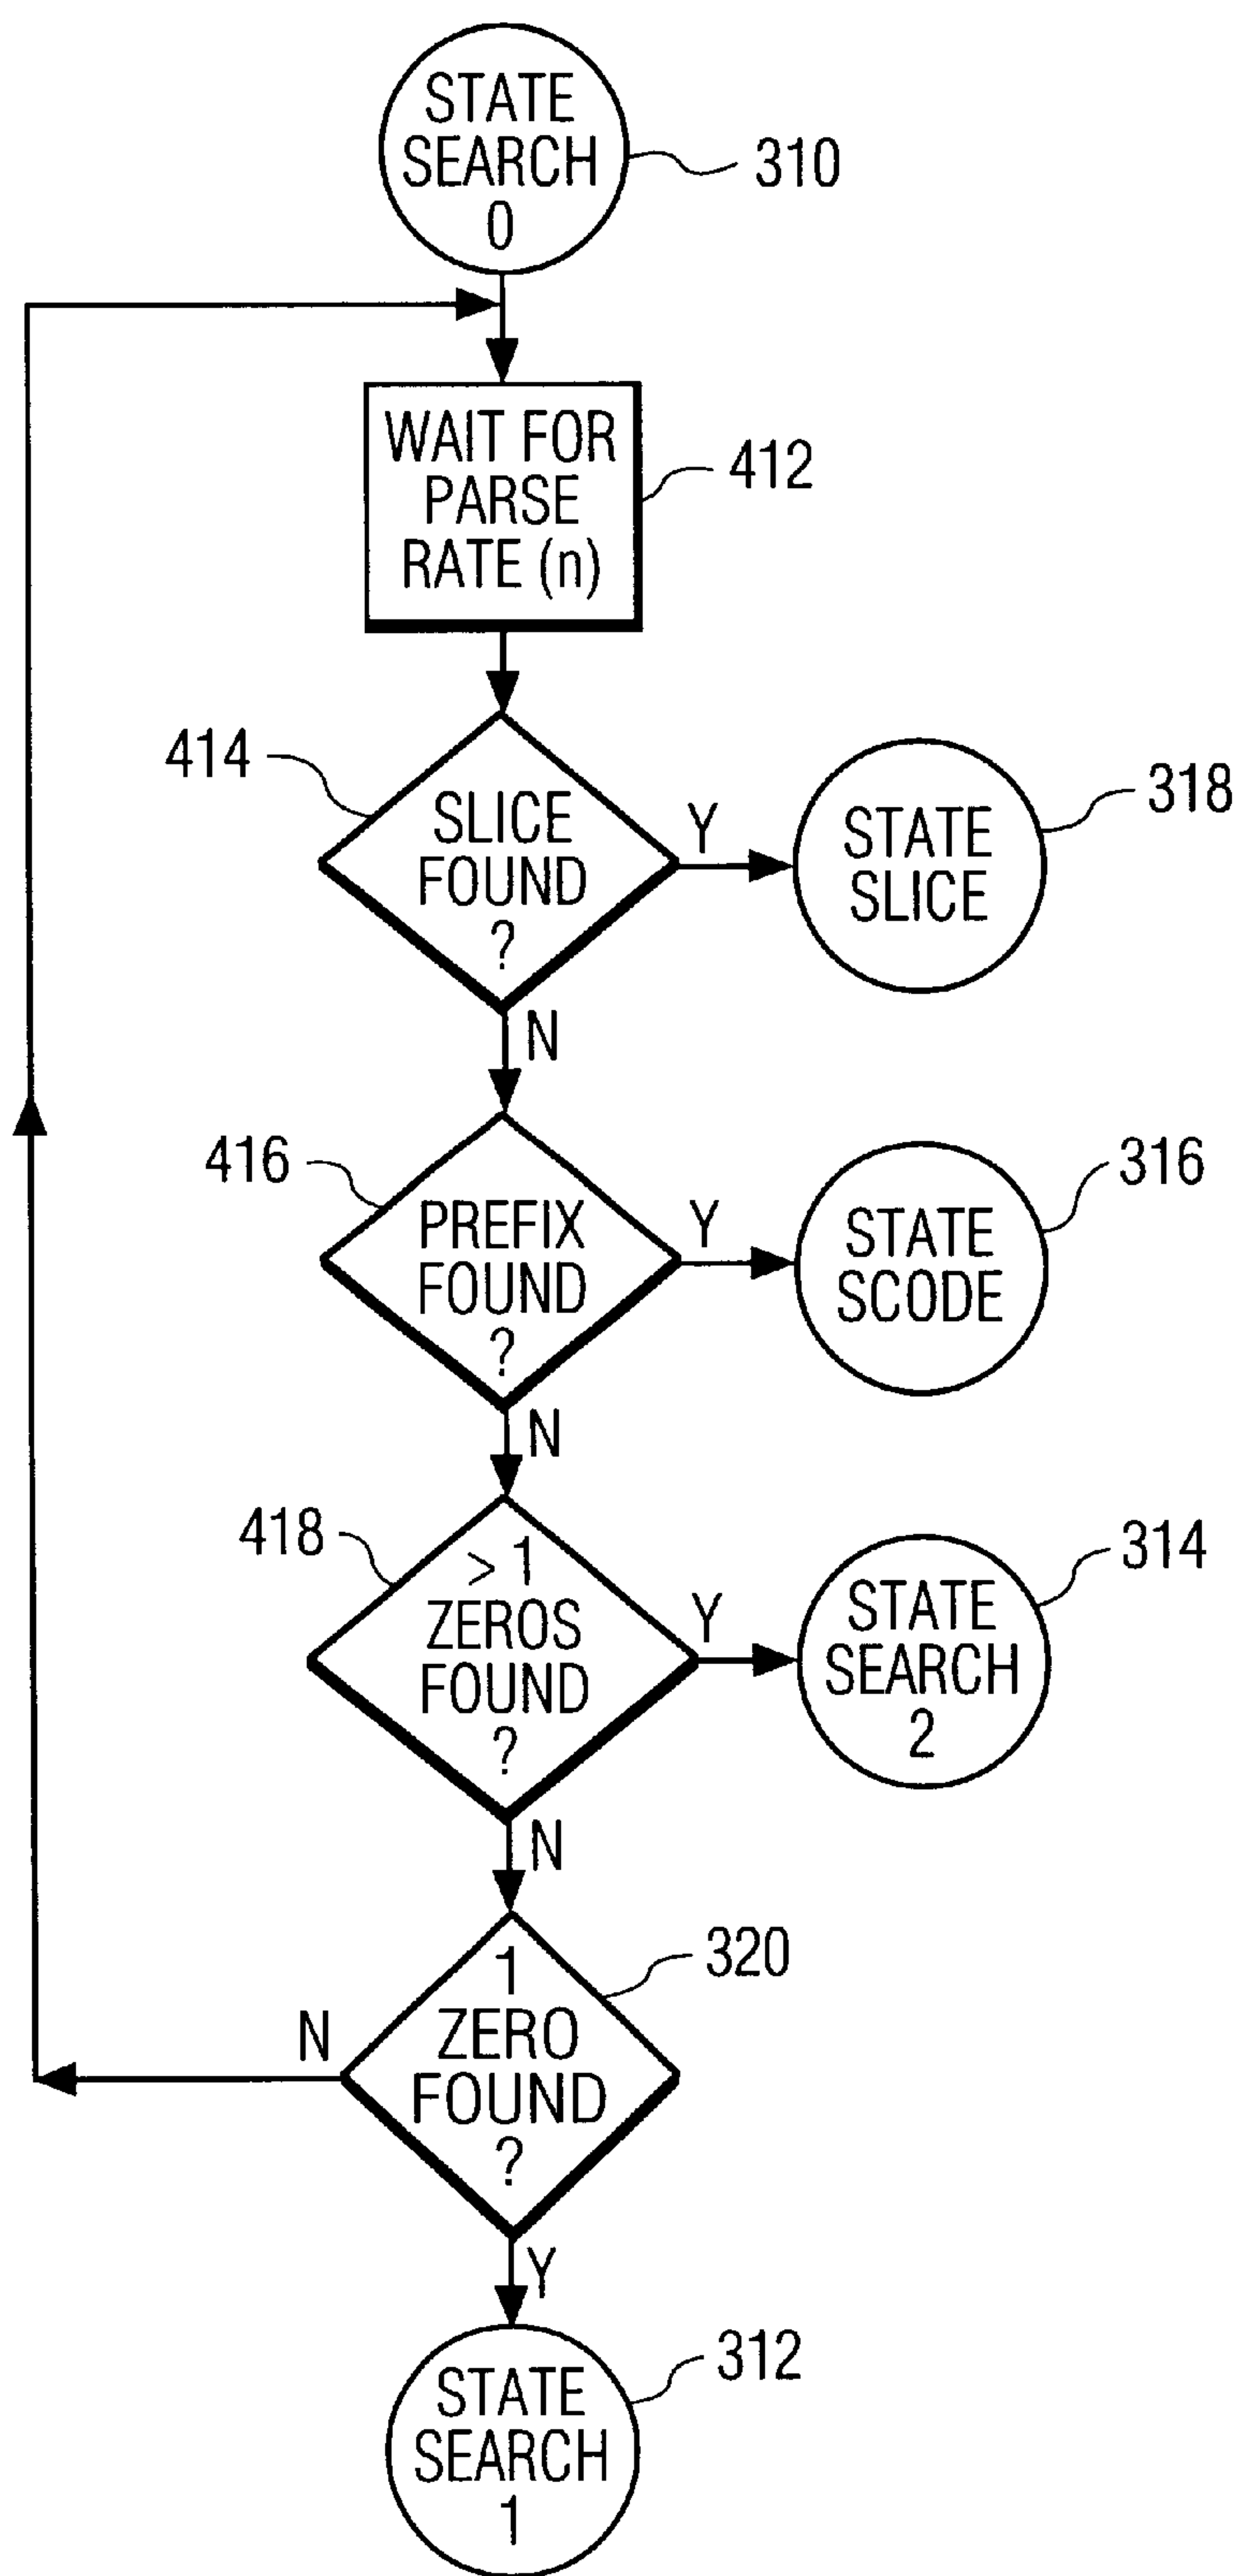 STATE
SEARCH
0
310
WAIT FOR
PARSE
RATE (n)
412
414
SLICE
FOUND
?
Y
STATE
SLICE
318
N
416
PREFIX
FOUND
?
Y
STATE
SCODE
316
N
418
> 1
ZEROS
FOUND
?
Y
STATE
SEARCH
2
314
N
320
1
ZERO
FOUND
?
N
Y
STATE
SEARCH
1
312